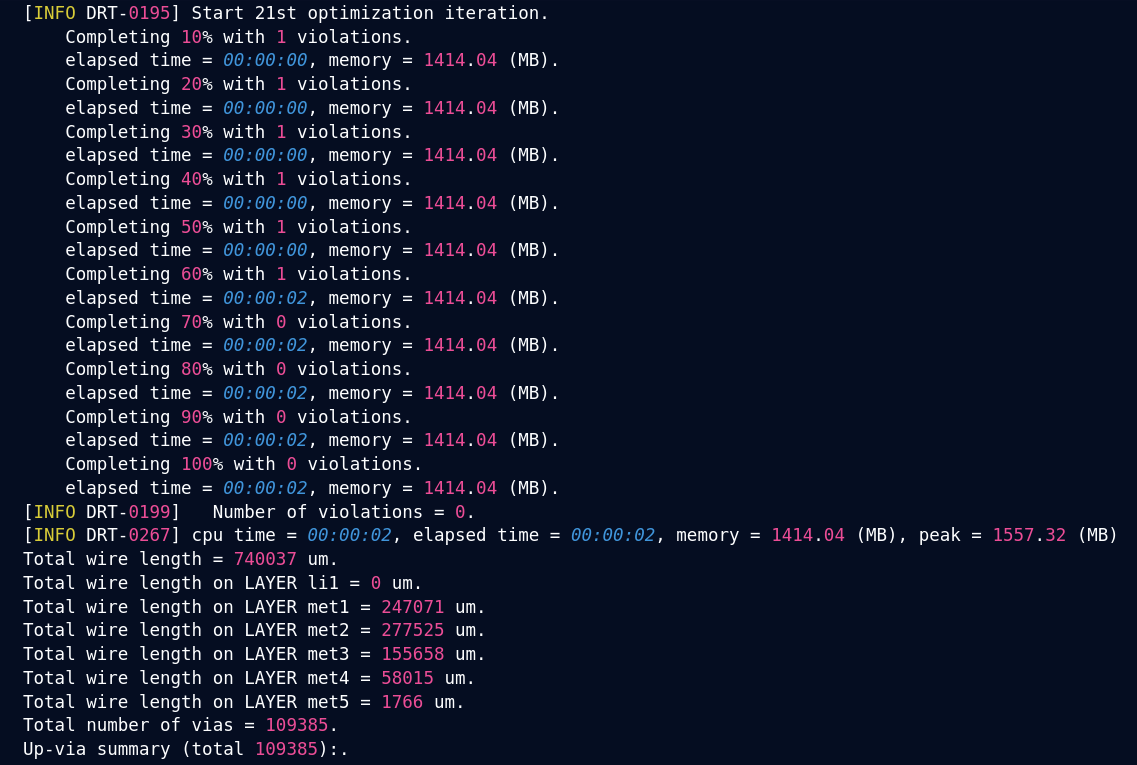 [INFO DRT-0195] Start 21st optimization iteration.
    Completing 10% with 1 violations.
    elapsed time = 00:00:00, memory = 1414.04 (MB).
    Completing 20% with 1 violations.
    elapsed time = 00:00:00, memory = 1414.04 (MB).
    Completing 30% with 1 violations.
    elapsed time = 00:00:00, memory = 1414.04 (MB).
    Completing 40% with 1 violations.
    elapsed time = 00:00:00, memory = 1414.04 (MB).
    Completing 50% with 1 violations.
    elapsed time = 00:00:00, memory = 1414.04 (MB).
    Completing 60% with 1 violations.
    elapsed time = 00:00:02, memory = 1414.04 (MB).
    Completing 70% with 0 violations.
    elapsed time = 00:00:02, memory = 1414.04 (MB).
    Completing 80% with 0 violations.
    elapsed time = 00:00:02, memory = 1414.04 (MB).
    Completing 90% with 0 violations.
    elapsed time = 00:00:02, memory = 1414.04 (MB).
    Completing 100% with 0 violations.
    elapsed time = 00:00:02, memory = 1414.04 (MB).
[INFO DRT-0199]   Number of violations = 0.
[INFO DRT-0267] cpu time = 00:00:02, elapsed time = 00:00:02, memory = 1414.04 (MB), peak = 1557.32 (MB)
Total wire length = 740037 um.
Total wire length on LAYER li1 = 0 um.
Total wire length on LAYER met1 = 247071 um.
Total wire length on LAYER met2 = 277525 um.
Total wire length on LAYER met3 = 155658 um.
Total wire length on LAYER met4 = 58015 um.
Total wire length on LAYER met5 = 1766 um.
Total number of vias = 109385.
Up-via summary (total 109385):.